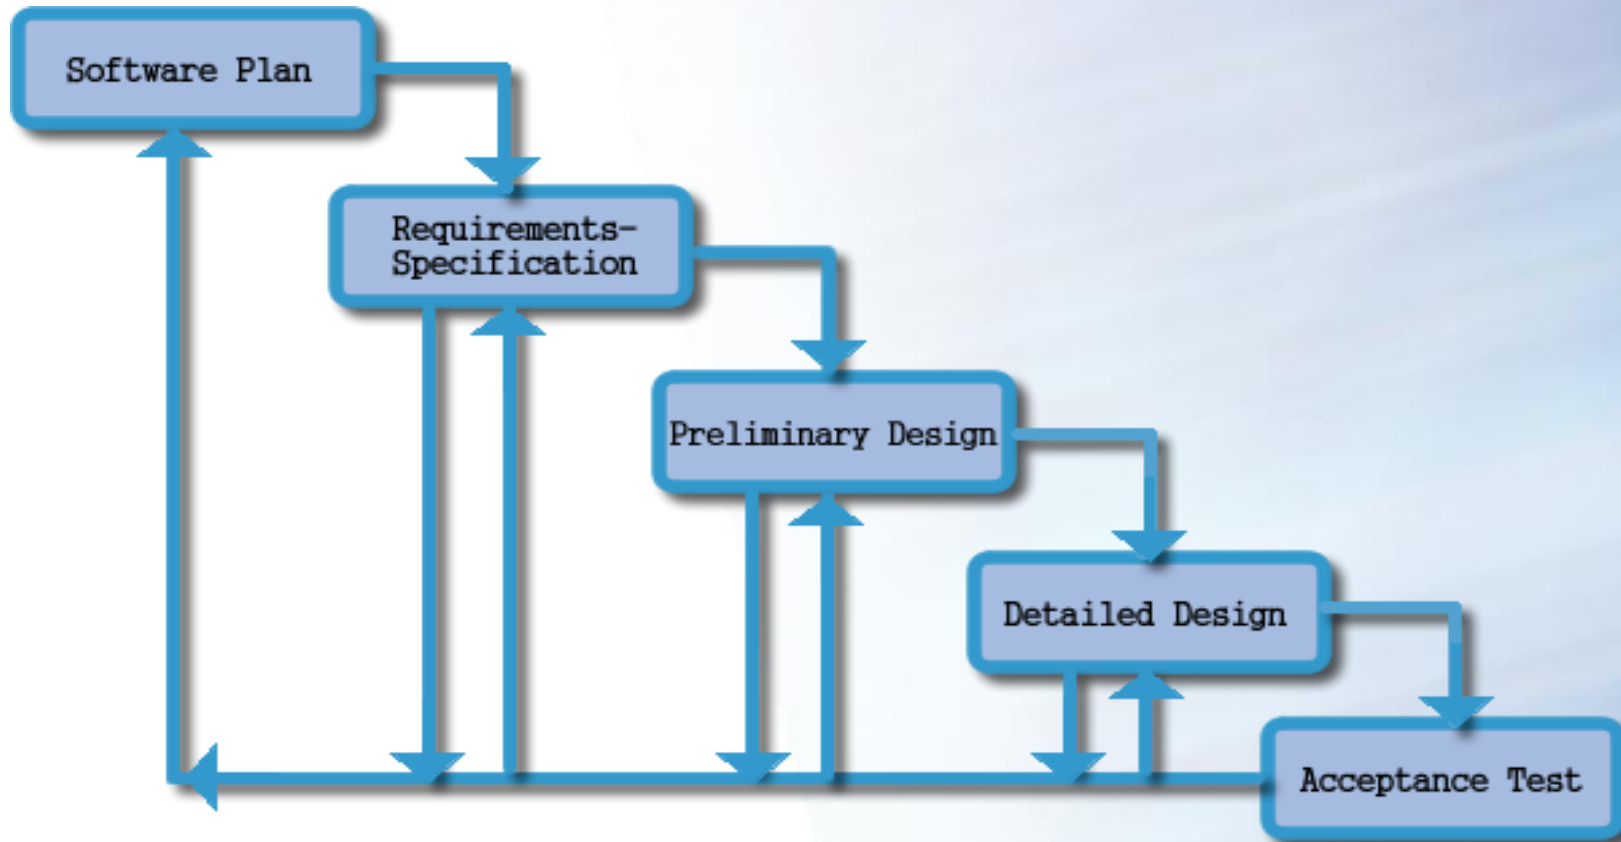 Software Plan
Requirements-
Specification
Preliminary Design
Detailed Design
Acceptance Test